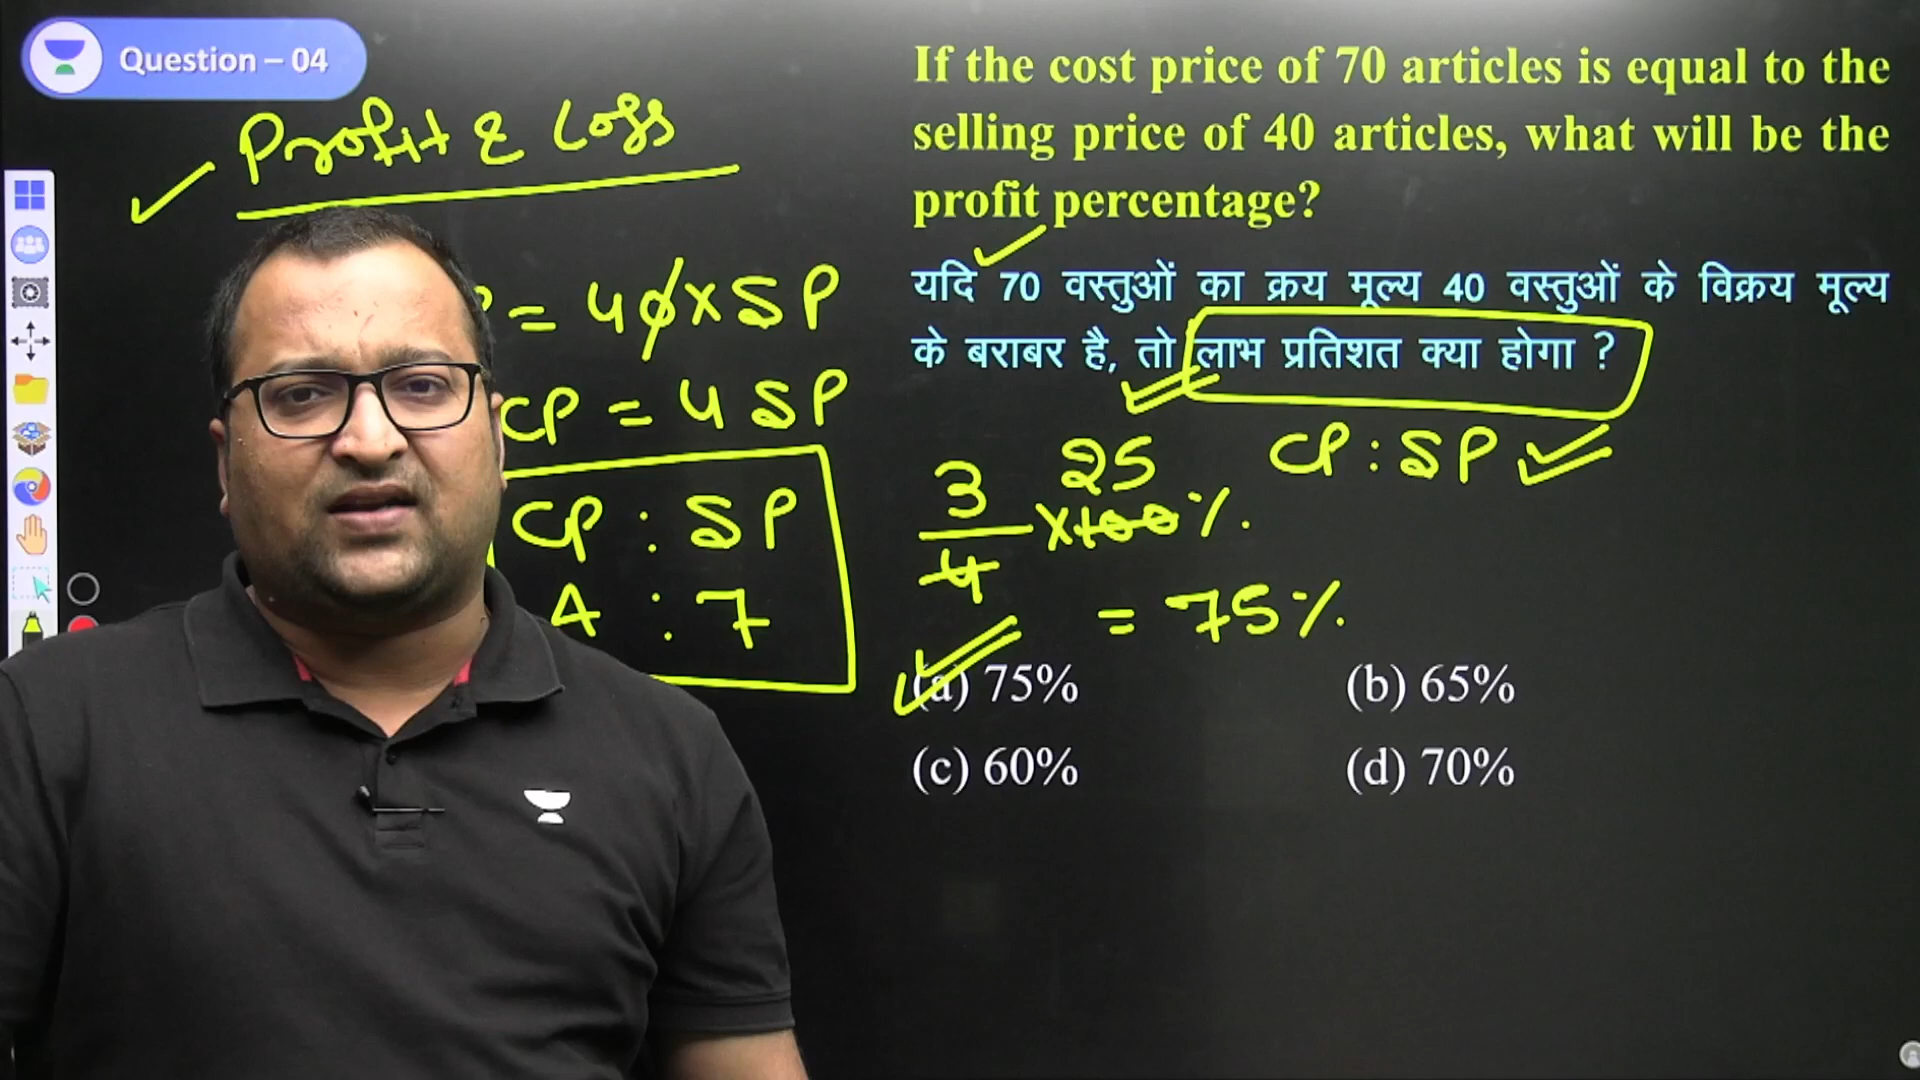 Question – 04
Profit & Loss
If the cost price of 70 articles is equal to the
selling price of 40 articles, what will be the
profit percentage?
यदि 70 वस्तुओं का क्रय मूल्य 40 वस्तुओं के विक्रय मूल्य
के बराबर है, तो लाभ प्रतिशत क्या होगा ?
= 40 x SP
CP = 4 SP
CP : SP
4 : 7
CP : SP
25
3/4 x 100 %.
= 75 %.
(a) 75%
(b) 65%
(c) 60%
(d) 70%